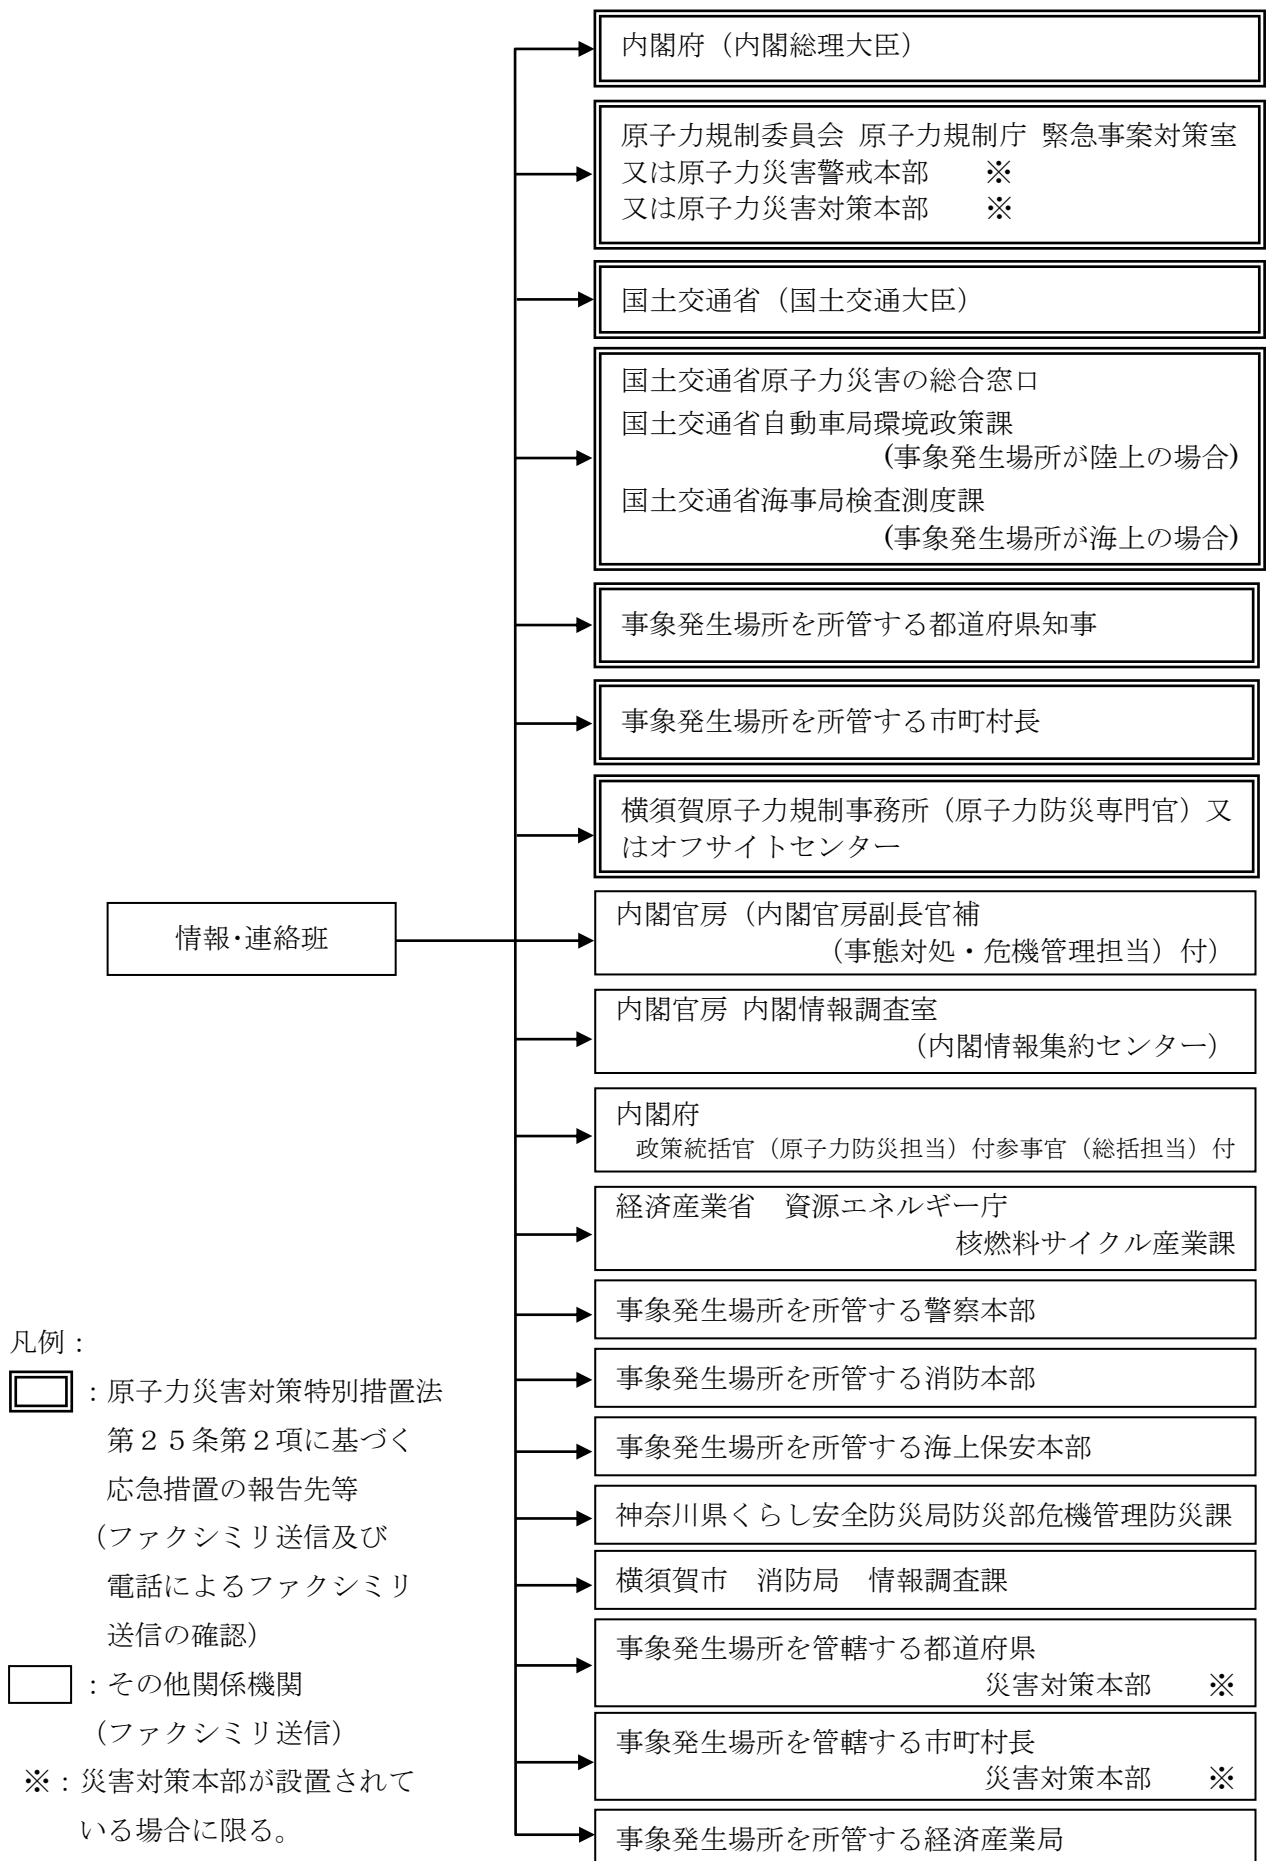 内閣府（内閣総理大臣）
原子力規制委員会 原子力規制庁 緊急事案対策室
又は原子力災害警戒本部　　※
又は原子力災害対策本部　　※
国土交通省（国土交通大臣）
国土交通省原子力災害の総合窓口
国土交通省自動車局環境政策課
(事象発生場所が陸上の場合)
国土交通省海事局検査測度課
(事象発生場所が海上の場合)
事象発生場所を所管する都道府県知事
事象発生場所を所管する市町村長
横須賀原子力規制事務所（原子力防災専門官）又
はオフサイトセンター
情報･連絡班
内閣官房（内閣官房副長官補
（事態対処・危機管理担当）付）
内閣官房 内閣情報調査室
（内閣情報集約センター）
内閣府
政策統括官（原子力防災担当）付参事官（総括担当）付
経済産業省　資源エネルギー庁
核燃料サイクル産業課
事象発生場所を所管する警察本部
事象発生場所を所管する消防本部
事象発生場所を所管する海上保安本部
神奈川県くらし安全防災局防災部危機管理防災課
横須賀市　消防局　情報調査課
事象発生場所を管轄する都道府県
災害対策本部　　※
事象発生場所を管轄する市町村長
災害対策本部　　※
事象発生場所を所管する経済産業局
凡例：
：原子力災害対策特別措置法
第２５条第２項に基づく
応急措置の報告先等
（ファクシミリ送信及び
電話によるファクシミリ
送信の確認）
：その他関係機関
（ファクシミリ送信）
※：災害対策本部が設置されて
いる場合に限る。